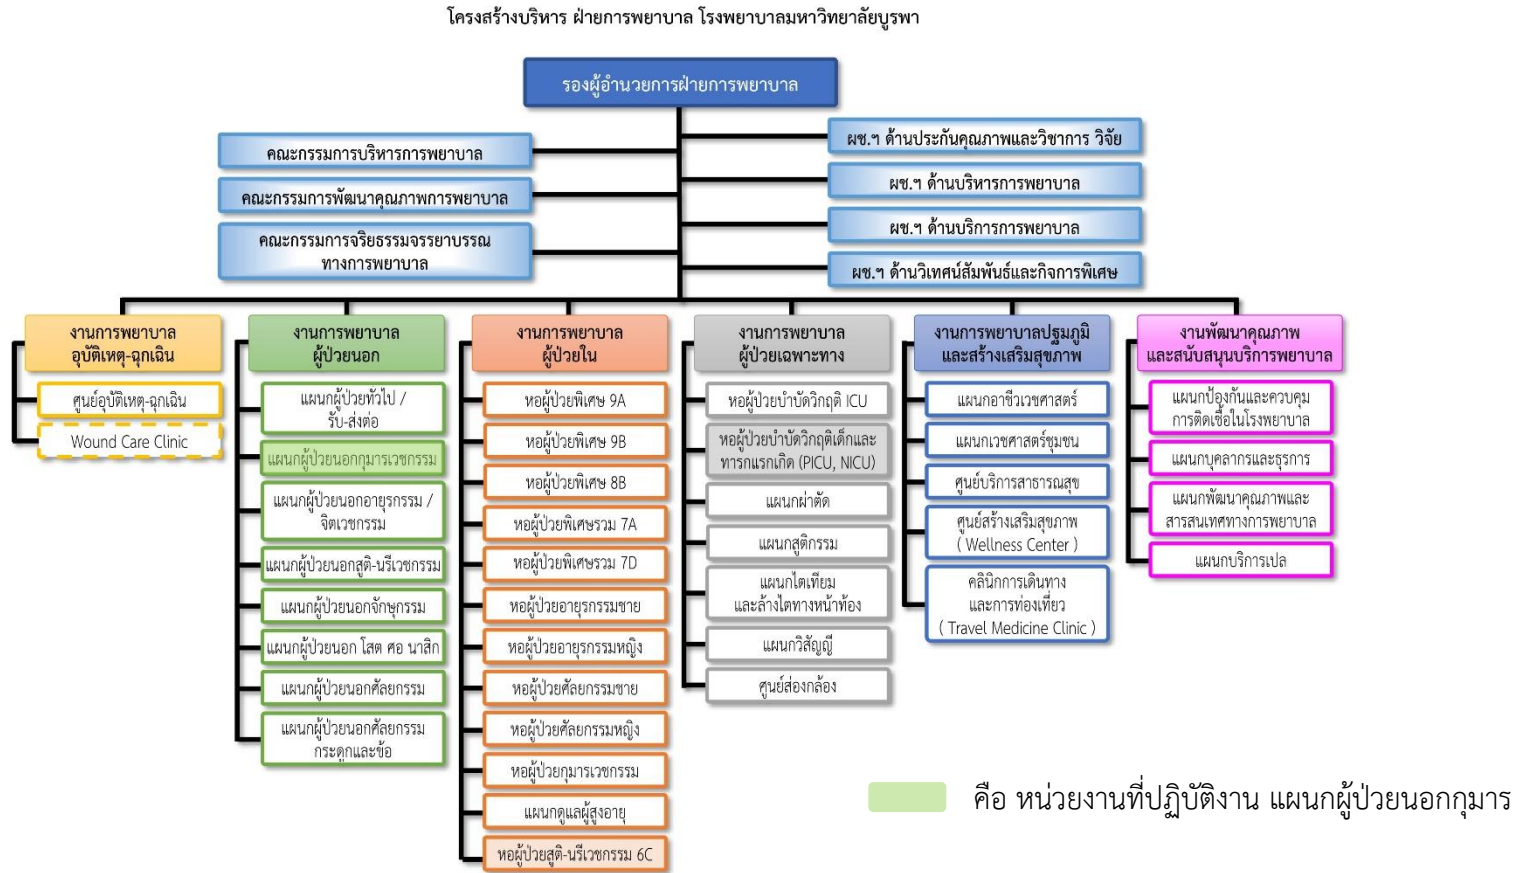 โครงสร้างบริหาร ฝ่ายการพยาบาล โรงพยาบาลมหาวิทยาลัยบูรพา
รองผู้อำนวยการฝ่ายการพยาบาล
คณะกรรมการบริหารการพยาบาล
คณะกรรมการพัฒนาคุณภาพการพยาบาล
คณะกรรมการจริยธรรมจรรยาบรรณ
ทางการพยาบาล
ผช.ฯ ด้านประกันคุณภาพและวิชาการ วิจัย
ผช.ฯ ด้านบริหารการพยาบาล
ผช.ฯ ด้านบริการการพยาบาล
ผช.ฯ ด้านวิเทศน์สัมพันธ์และกิจการพิเศษ
งานการพยาบาล
อุบัติเหตุ-ฉุกเฉิน
ศูนย์อุบัติเหตุ-ฉุกเฉิน
Wound Care Clinic
งานการพยาบาล
ผู้ป่วยนอก
แผนกผู้ป่วยทั่วไป /
รับ-ส่งต่อ
แผนกผู้ป่วยนอกกุมารเวชกรรม
แผนกผู้ป่วยนอกอายุรกรรม /
จิตเวชกรรม
แผนกผู้ป่วยนอกสูติ-นรีเวชกรรม
แผนกผู้ป่วยนอกจักษุกรรม
แผนกผู้ป่วยนอก โสต ศอ นาสิก
แผนกผู้ป่วยนอกศัลยกรรม
แผนกผู้ป่วยนอกศัลยกรรม
กระดูกและข้อ
งานการพยาบาล
ผู้ป่วยใน
หอผู้ป่วยพิเศษ 9A
หอผู้ป่วยพิเศษ 9B
หอผู้ป่วยพิเศษ 8B
หอผู้ป่วยพิเศษรวม 7A
หอผู้ป่วยพิเศษรวม 7D
หอผู้ป่วยอายุรกรรมชาย
หอผู้ป่วยอายุรกรรมหญิง
หอผู้ป่วยศัลยกรรมชาย
หอผู้ป่วยศัลยกรรมหญิง
หอผู้ป่วยกุมารเวชกรรม
แผนกดูแลผู้สูงอายุ
หอผู้ป่วยสูติ-นรีเวชกรรม 6C
งานการพยาบาล
ผู้ป่วยเฉพาะทาง
หอผู้ป่วยบำบัดวิกฤติ ICU
หอผู้ป่วยบำบัดวิกฤติเด็กและ
ทารกแรกเกิด (PICU, NICU)
แผนกผ่าตัด
แผนกสูติกรรม
แผนกไตเทียม
และล้างไตทางหน้าท้อง
แผนกวิสัญญี
ศูนย์ส่องกล้อง
งานการพยาบาลปฐมภูมิ
และสร้างเสริมสุขภาพ
แผนกอาชีวเวชศาสตร์
แผนกเวชศาสตร์ชุมชน
ศูนย์บริการสาธารณสุข
ศูนย์สร้างเสริมสุขภาพ
( Wellness Center )
คลินิกการเดินทาง
และการท่องเที่ยว
( Travel Medicine Clinic )
งานพัฒนาคุณภาพ
และสนับสนุนบริการพยาบาล
แผนกป้องกันและควบคุม
การติดเชื้อในโรงพยาบาล
แผนกบุคลากรและธุรการ
แผนกพัฒนาคุณภาพและ
สารสนเทศทางการพยาบาล
แผนกบริการเปล
คือ หน่วยงานที่ปฏิบัติงาน แผนกผู้ป่วยนอกกุมาร